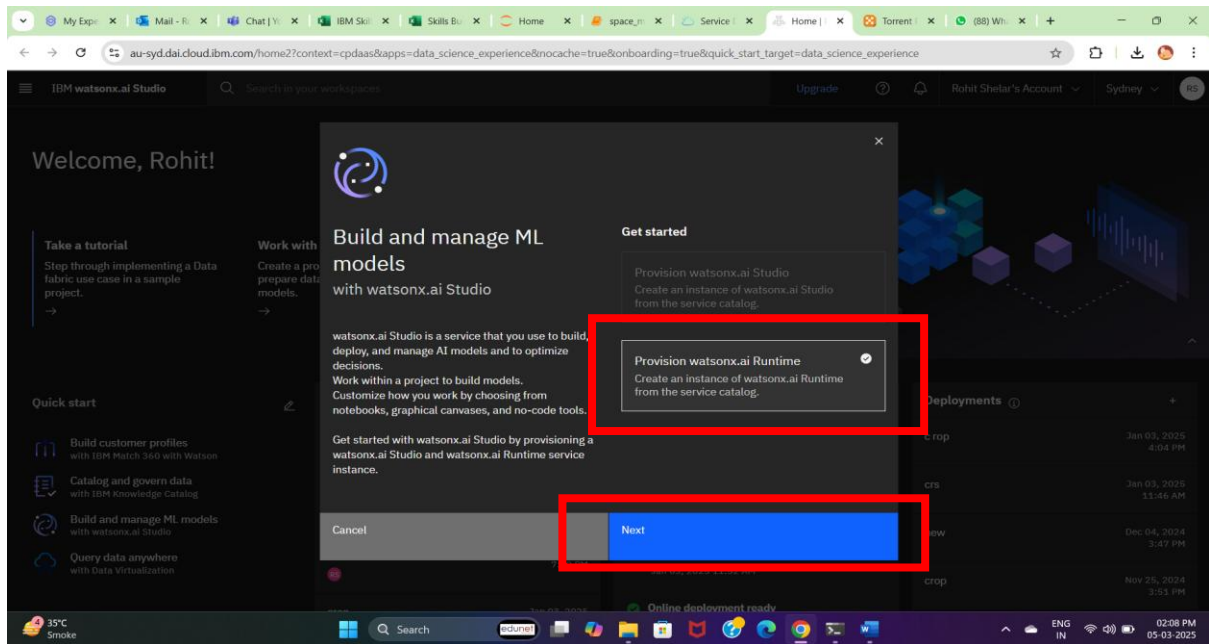 My Expe
Mail - R
Chat | Y
IBM Skil
Skills Bu
Home
space_m
Service
Home |
Torrent
(88) Wh
au-syd.dai.cloud.ibm.com/home2?context=cpdaas&apps=data_science_experience&nocache=true&onboarding=true&quick_start_target=data_science_experience
IBM watsonx.ai Studio
Search in your workspaces
Upgrade
Rohit Shelar's Account
Sydney
RS
Welcome, Rohit!
Take a tutorial
Step through implementing a Data
fabric use case in a sample
project.
Work with
Create a pro
prepare data
models.
Build and manage ML
models
with watsonx.ai Studio
watsonx.ai Studio is a service that you use to build,
deploy, and manage AI models and to optimize
decisions.
Work within a project to build models.
Customize how you work by choosing from
notebooks, graphical canvases, and no-code tools.
Get started with watsonx.ai Studio by provisioning a
watsonx.ai Studio and watsonx.ai Runtime service
instance.
Get started
Provision watsonx.ai Studio
Create an instance of watsonx.ai Studio
from the service catalog.
Provision watsonx.ai Runtime
Create an instance of watsonx.ai Runtime
from the service catalog.
Cancel
Next
Quick start
Build customer profiles
with IBM Match 360 with Watson
Catalog and govern data
with IBM Knowledge Catalog
Build and manage ML models
with watsonx.ai Studio
Query data anywhere
with Data Virtualization
Online deployment ready
Deployments
c rop
Jan 03, 2025
4:04 PM
crs
Jan 03, 2025
11:46 AM
ew
Dec 04, 2024
3:47 PM
crop
Nov 25, 2024
3:51 PM
35°C
Smoke
Search
edunet
ENG
IN
02:08 PM
05-03-2025